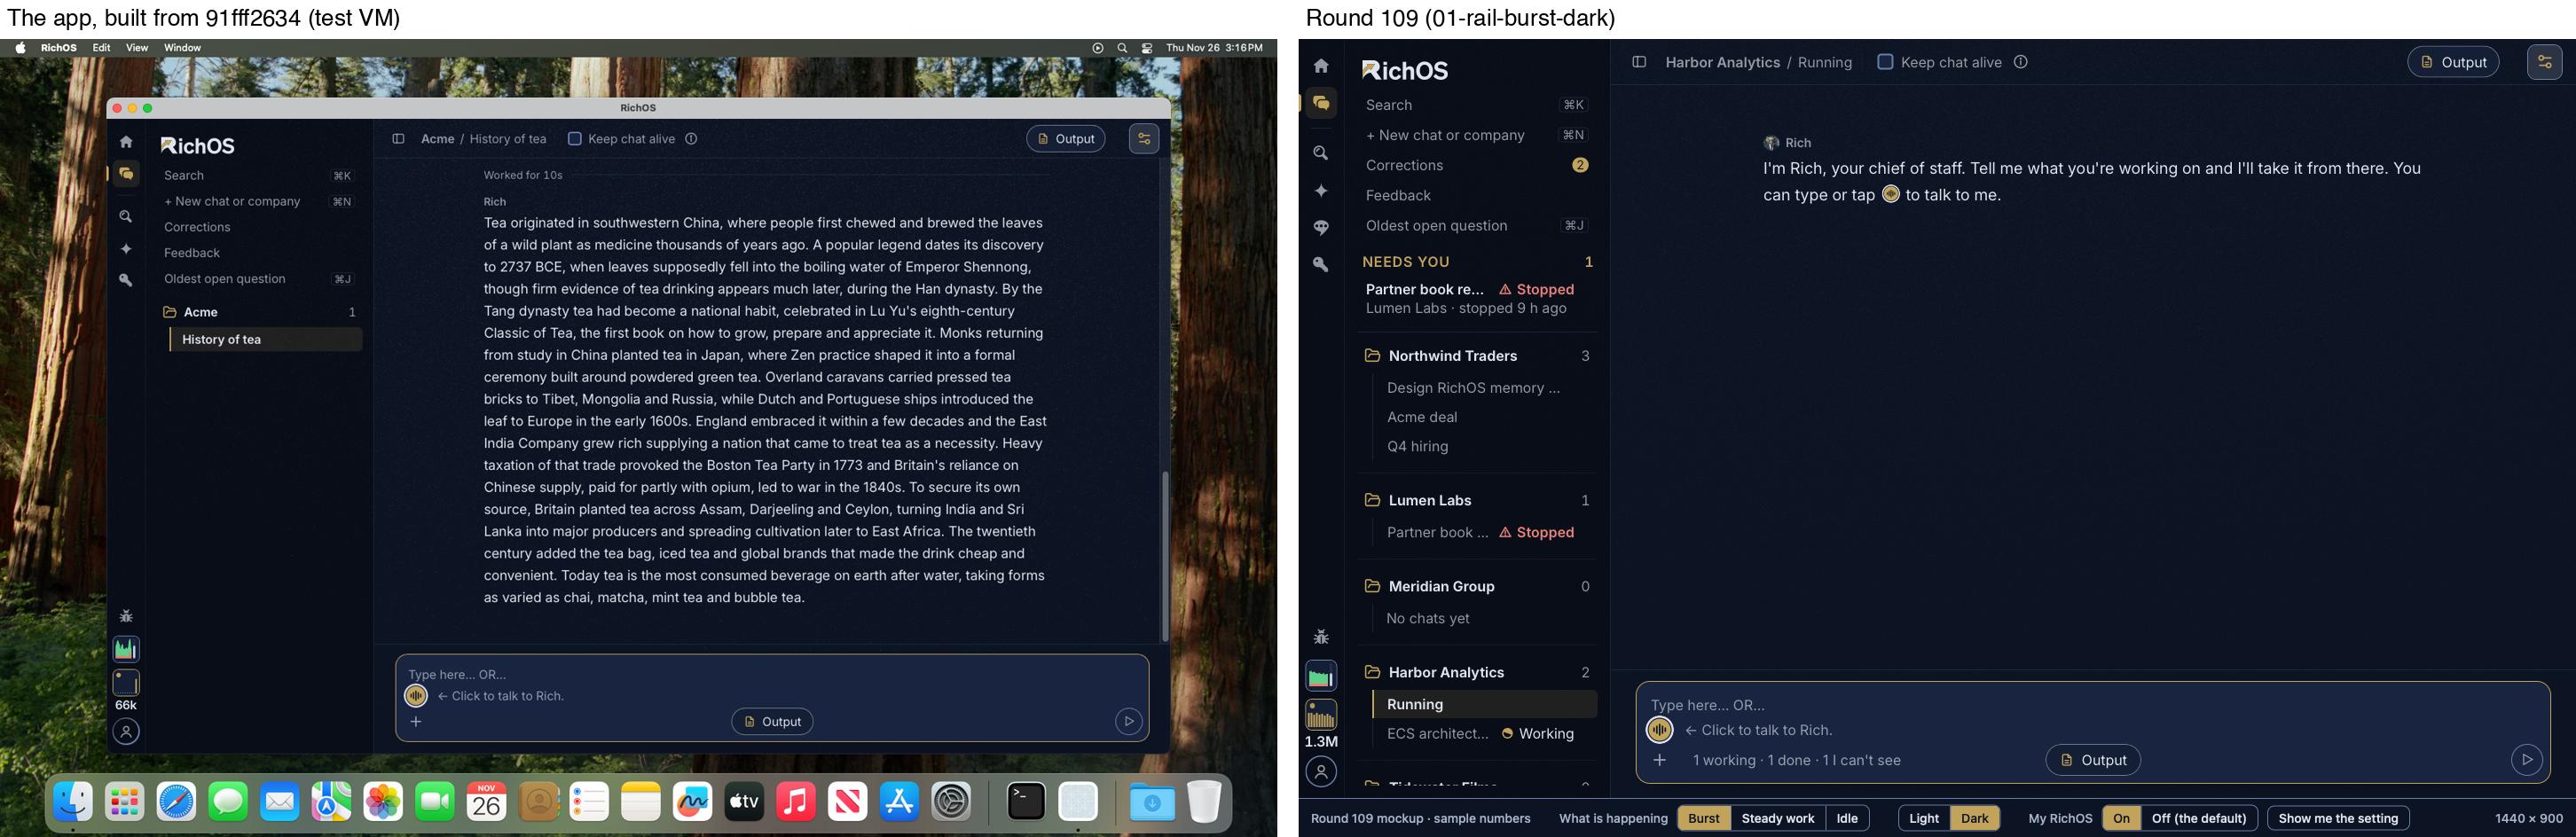 The app, built from 91fff2634 (test VM)
RichOS Edit View Window
Thu Nov 26 3:16 PM
RichOS
RichOS
Search ⌘K
+ New chat or company ⌘N
Corrections
Feedback
Oldest open question ⌘J
Acme 1
History of tea
66k
Acme / History of tea
Keep chat alive
Output
Worked for 10s
Rich
Tea originated in southwestern China, where people first chewed and brewed the leaves
of a wild plant as medicine thousands of years ago. A popular legend dates its discovery
to 2737 BCE, when leaves supposedly fell into the boiling water of Emperor Shennong,
though firm evidence of tea drinking appears much later, during the Han dynasty. By the
Tang dynasty tea had become a national habit, celebrated in Lu Yu's eighth-century
Classic of Tea, the first book on how to grow, prepare and appreciate it. Monks returning
from study in China planted tea in Japan, where Zen practice shaped it into a formal
ceremony built around powdered green tea. Overland caravans carried pressed tea
bricks to Tibet, Mongolia and Russia, while Dutch and Portuguese ships introduced the
leaf to Europe in the early 1600s. England embraced it within a few decades and the East
India Company grew rich supplying a nation that came to treat tea as a necessity. Heavy
taxation of that trade provoked the Boston Tea Party in 1773 and Britain's reliance on
Chinese supply, paid for partly with opium, led to war in the 1840s. To secure its own
source, Britain planted tea across Assam, Darjeeling and Ceylon, turning India and Sri
Lanka into major producers and spreading cultivation later to East Africa. The twentieth
century added the tea bag, iced tea and global brands that made the drink cheap and
convenient. Today tea is the most consumed beverage on earth after water, taking forms
as varied as chai, matcha, mint tea and bubble tea.
Type here... OR...
← Click to talk to Rich.
Output
NOV
26
tv
Round 109 (01-rail-burst-dark)
RichOS
Search ⌘K
+ New chat or company ⌘N
Corrections 2
Feedback
Oldest open question ⌘J
NEEDS YOU 1
Partner book re... Stopped
Lumen Labs · stopped 9 h ago
Northwind Traders 3
Design RichOS memory ...
Acme deal
Q4 hiring
Lumen Labs 1
Partner book ... Stopped
Meridian Group 0
No chats yet
Harbor Analytics 2
Running
ECS architect... Working
1.3M
Harbor Analytics / Running
Keep chat alive
Output
Rich
I'm Rich, your chief of staff. Tell me what you're working on and I'll take it from there. You
can type or tap to talk to me.
Type here... OR...
← Click to talk to Rich.
1 working · 1 done · 1 I can't see
Output
Round 109 mockup · sample numbers
What is happening Burst Steady work Idle
Light Dark
My RichOS On Off (the default) Show me the setting
1440 × 900